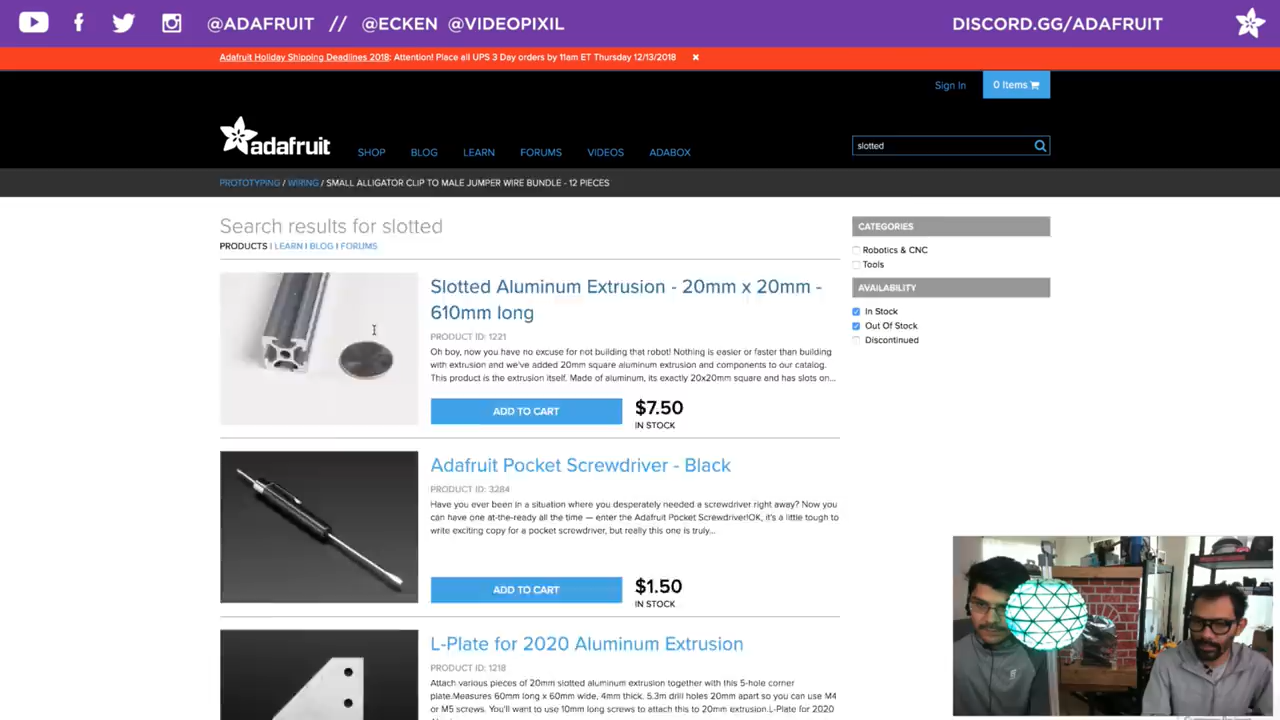 @ADAFRUIT // @ECKEN @VIDEOPIXIL
DISCORD.GG/ADAFRUIT
Adafruit Holiday Shipping Deadlines 2018: Attention! Place all UPS 3 Day orders by 11am ET Thursday 12/13/2018 ×
Sign In
0 Items
adafruit
SHOP BLOG LEARN FORUMS VIDEOS ADABOX
slotted
PROTOTYPING / WIRING / SMALL ALLIGATOR CLIP TO MALE JUMPER WIRE BUNDLE - 12 PIECES
Search results for slotted
PRODUCTS | LEARN | BLOG | FORUMS
Slotted Aluminum Extrusion - 20mm x 20mm -
610mm long
PRODUCT ID: 1221
Oh boy, now you have no excuse for not building that robot! Nothing is easier or faster than building
with extrusion and we've added 20mm square aluminum extrusion and components to our catalog.
This product is the extrusion itself. Made of aluminum, its exactly 20x20mm square and has slots on...
ADD TO CART
$7.50
IN STOCK
Adafruit Pocket Screwdriver - Black
PRODUCT ID: 3284
Have you ever been in a situation where you desperately needed a screwdriver right away? Now you
can have one at-the-ready all the time — enter the Adafruit Pocket Screwdriver!OK, it's a little tough to
write exciting copy for a pocket screwdriver, but really this one is truly...
ADD TO CART
$1.50
IN STOCK
L-Plate for 2020 Aluminum Extrusion
PRODUCT ID: 1218
Attach various pieces of 20mm slotted aluminum extrusion together with this 5-hole corner
plate.Measures 60mm long x 60mm wide, 4mm thick. 5.3m drill holes 20mm apart so you can use M4
or M5 screws. You'll want to use 10mm long screws to attach this to 20mm extrusion.L-Plate for 2020
CATEGORIES
Robotics & CNC
Tools
AVAILABILITY
In Stock
Out Of Stock
Discontinued